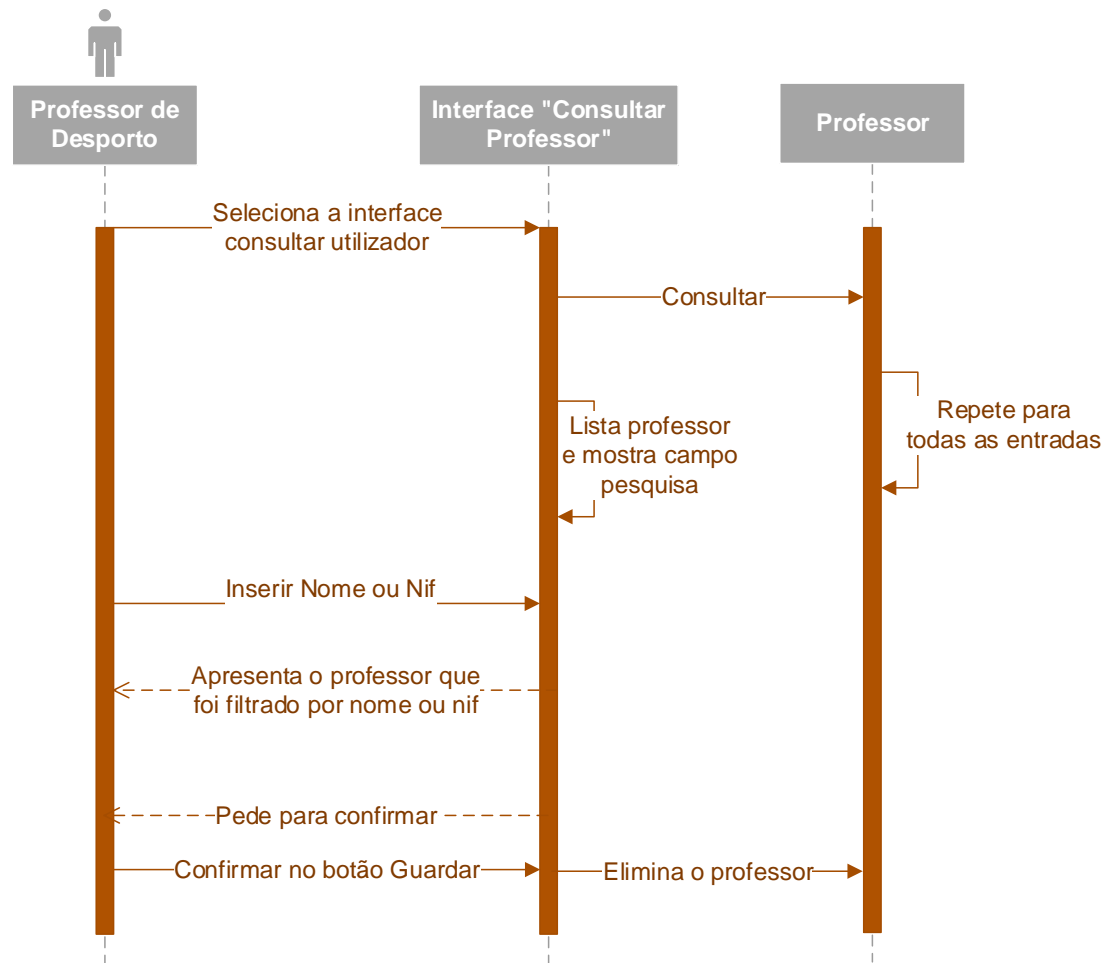 Professor de
Desporto
Interface "Consultar
Professor"
Professor
Seleciona a interface
consultar utilizador
Consultar
Repete para
todas as entradas
Lista professor
e mostra campo
pesquisa
Inserir Nome ou Nif
Apresenta o professor que
foi filtrado por nome ou nif
Pede para confirmar
Confirmar no botão Guardar
Elimina o professor